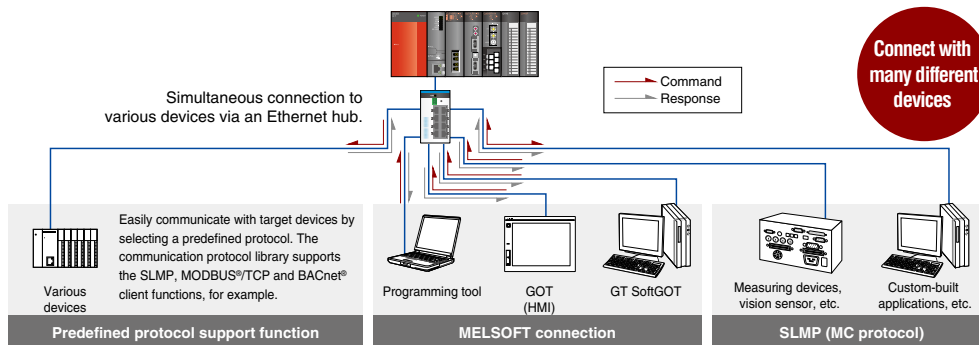 Simultaneous connection to
various devices via an Ethernet hub.
Command
Response
Connect with
many different
devices
Various
devices
Easily communicate with target devices by
selecting a predefined protocol. The
communication protocol library supports
the SLMP, MODBUS®/TCP and BACnet®
client functions, for example.
Predefined protocol support function
Programming tool
GOT
(HMI)
GT SoftGOT
MELSOFT connection
Measuring devices,
vision sensor, etc.
Custom-built
applications, etc.
SLMP (MC protocol)